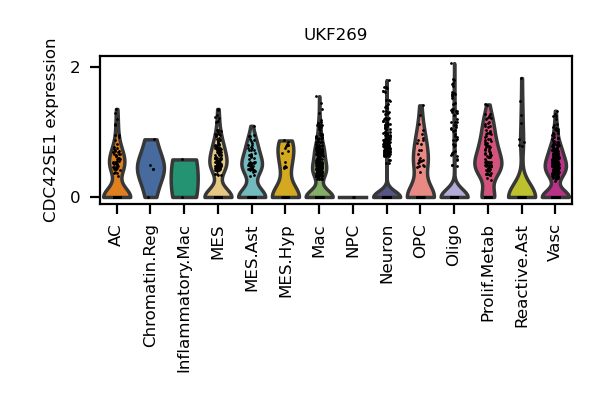 UKF269
CDC42SE1 expression
2
0
AC
Chromatin.Reg
Inflammatory.Mac
MES
MES.Ast
MES.Hyp
Mac
NPC
Neuron
OPC
Oligo
Prolif.Metab
Reactive.Ast
Vasc